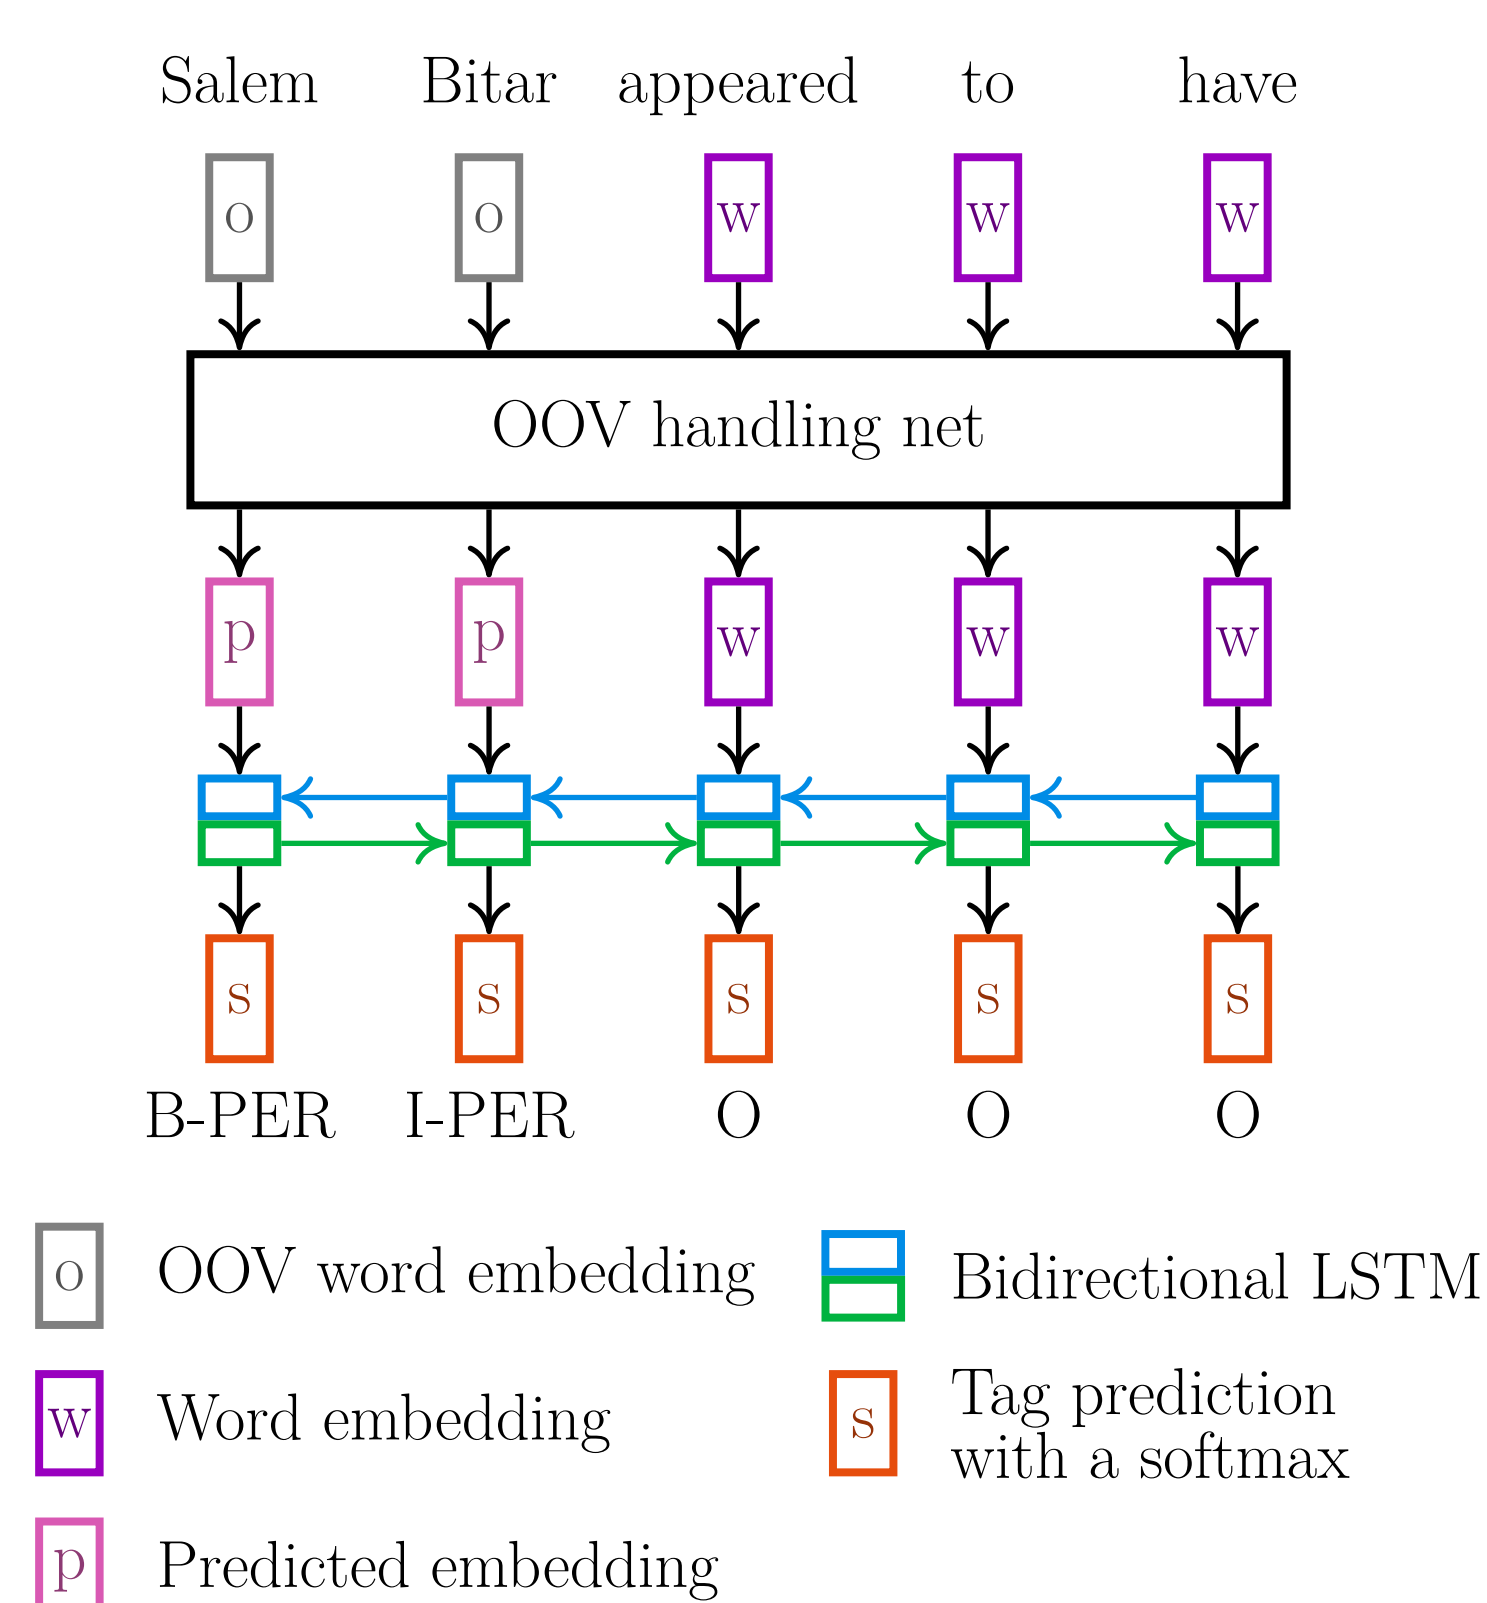 Salem Bitar appeared to have
o o w w w
OOV handling net
p p w w w
s s s s s
B-PER I-PER O O O
o OOV word embedding
Bidirectional LSTM
w Word embedding
s Tag prediction
with a softmax
p Predicted embedding